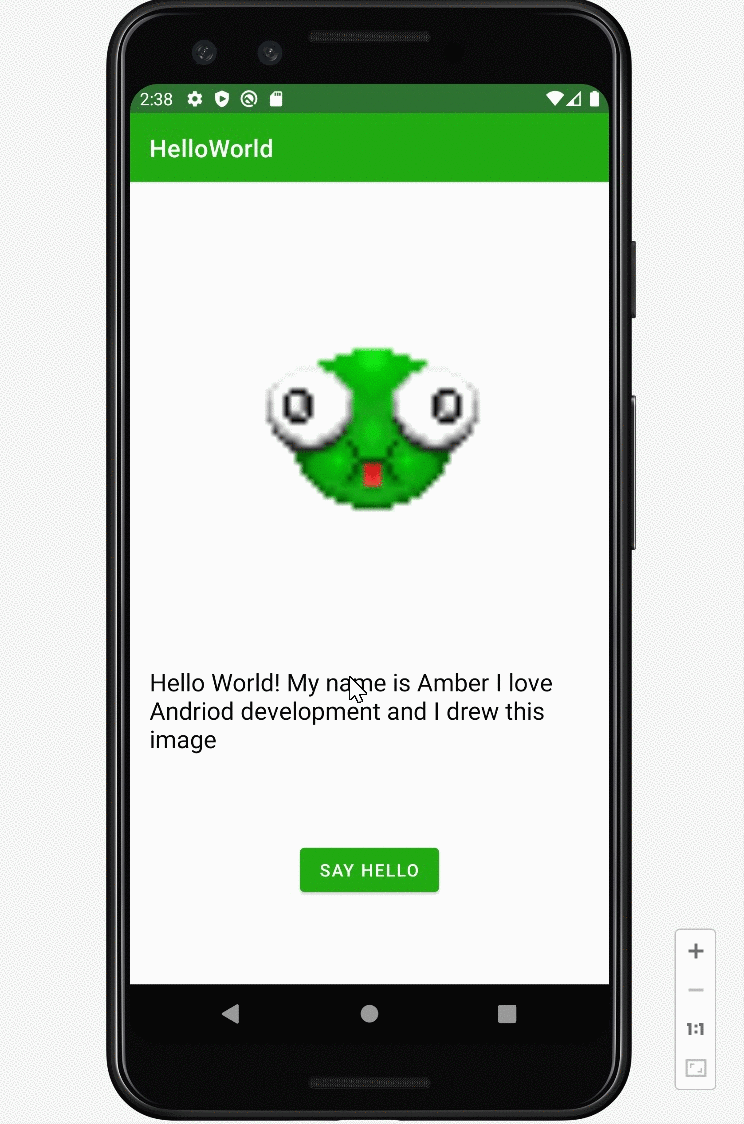 2:38
HelloWorld
Hello World! My name is Amber I love
Andriod development and I drew this
image
SAY HELLO
1:1